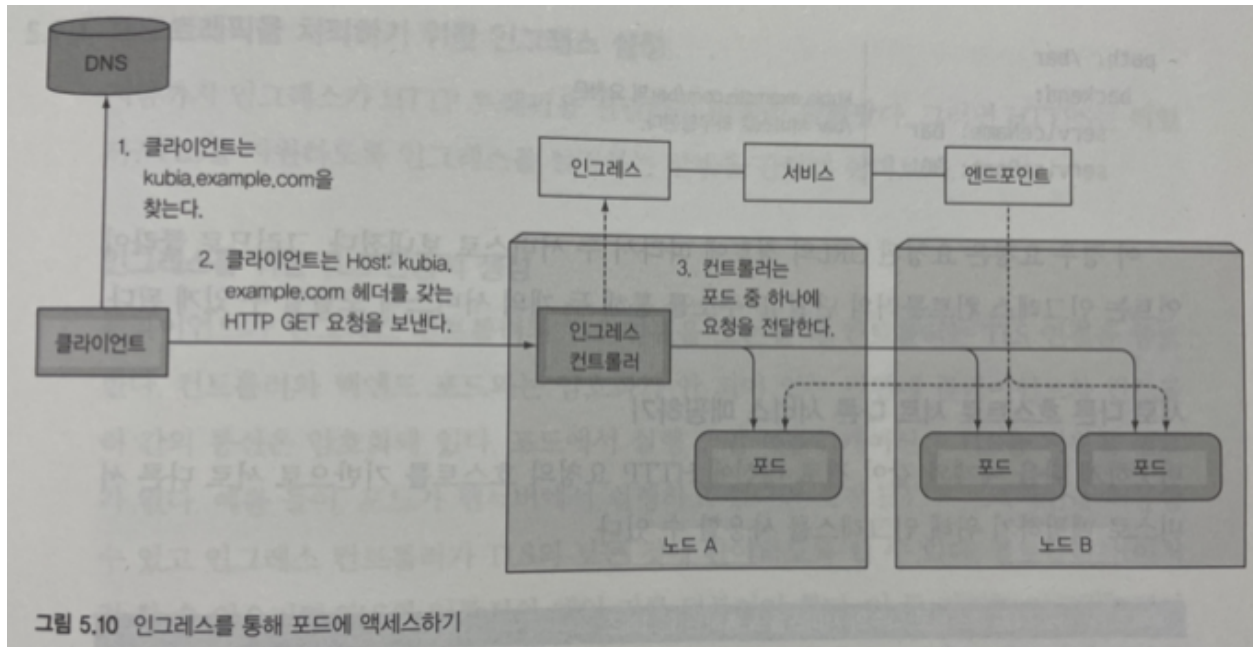 DNS
1. 클라이언트는
kubia.example.com을
찾는다.
인그레스
서비스
엔드포인트
2. 클라이언트는 Host: kubia.
example.com 헤더를 갖는
HTTP GET 요청을 보낸다.
3. 컨트롤러는
포드 중 하나에
요청을 전달한다.
클라이언트
인그레스
컨트롤러
포드
포드
포드
노드 A
노드 B
그림 5.10 인그레스를 통해 포드에 액세스하기